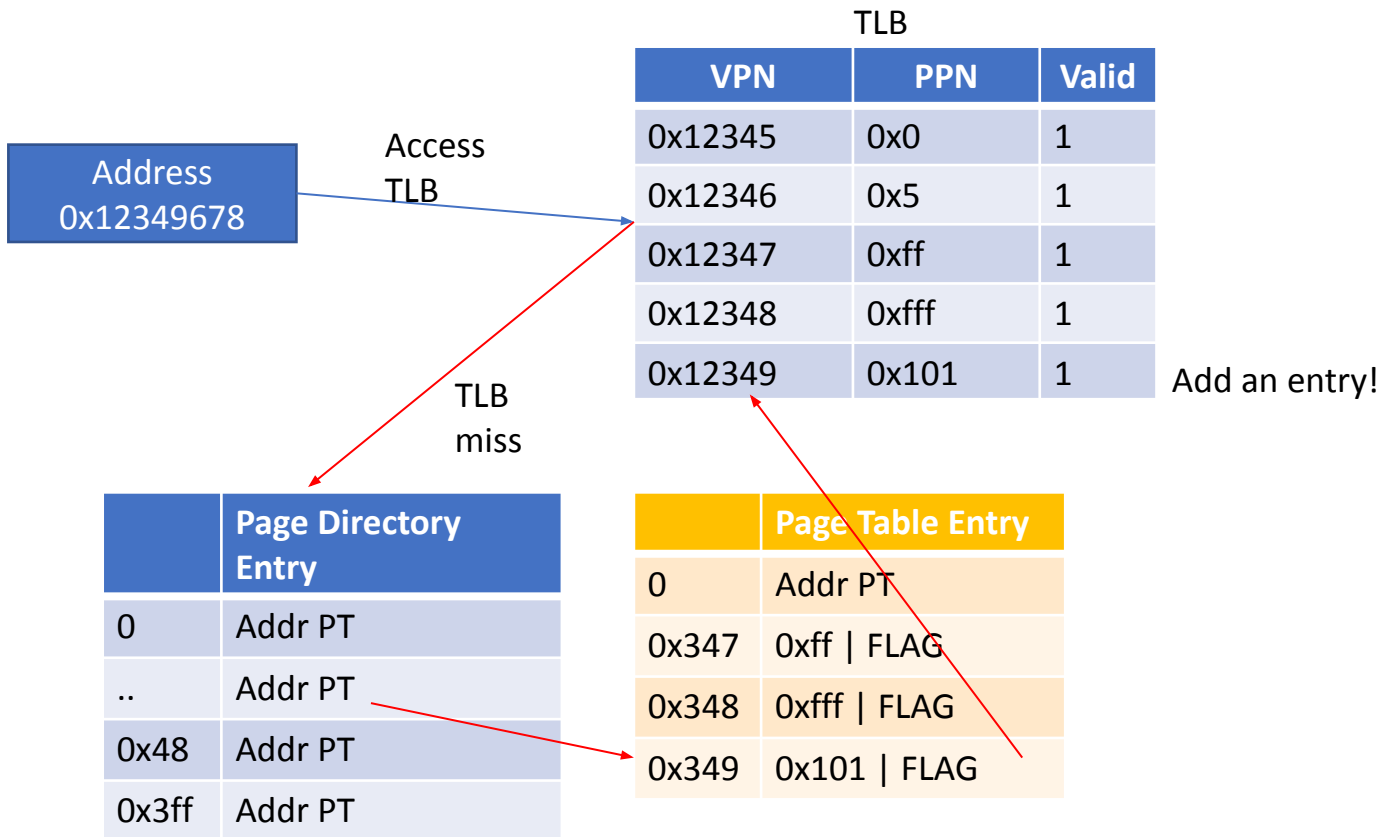 TLB
VPN PPN Valid
0x12345 0x0 1
0x12346 0x5 1
0x12347 0xff 1
0x12348 0xfff 1
0x12349 0x101 1
Add an entry!
Address
0x12349678
Access
TLB
TLB
miss
Page Directory
Entry
0 Addr PT
.. Addr PT
0x48 Addr PT
0x3ff Addr PT
Page Table Entry
0 Addr PT
0x347 0xff | FLAG
0x348 0xfff | FLAG
0x349 0x101 | FLAG